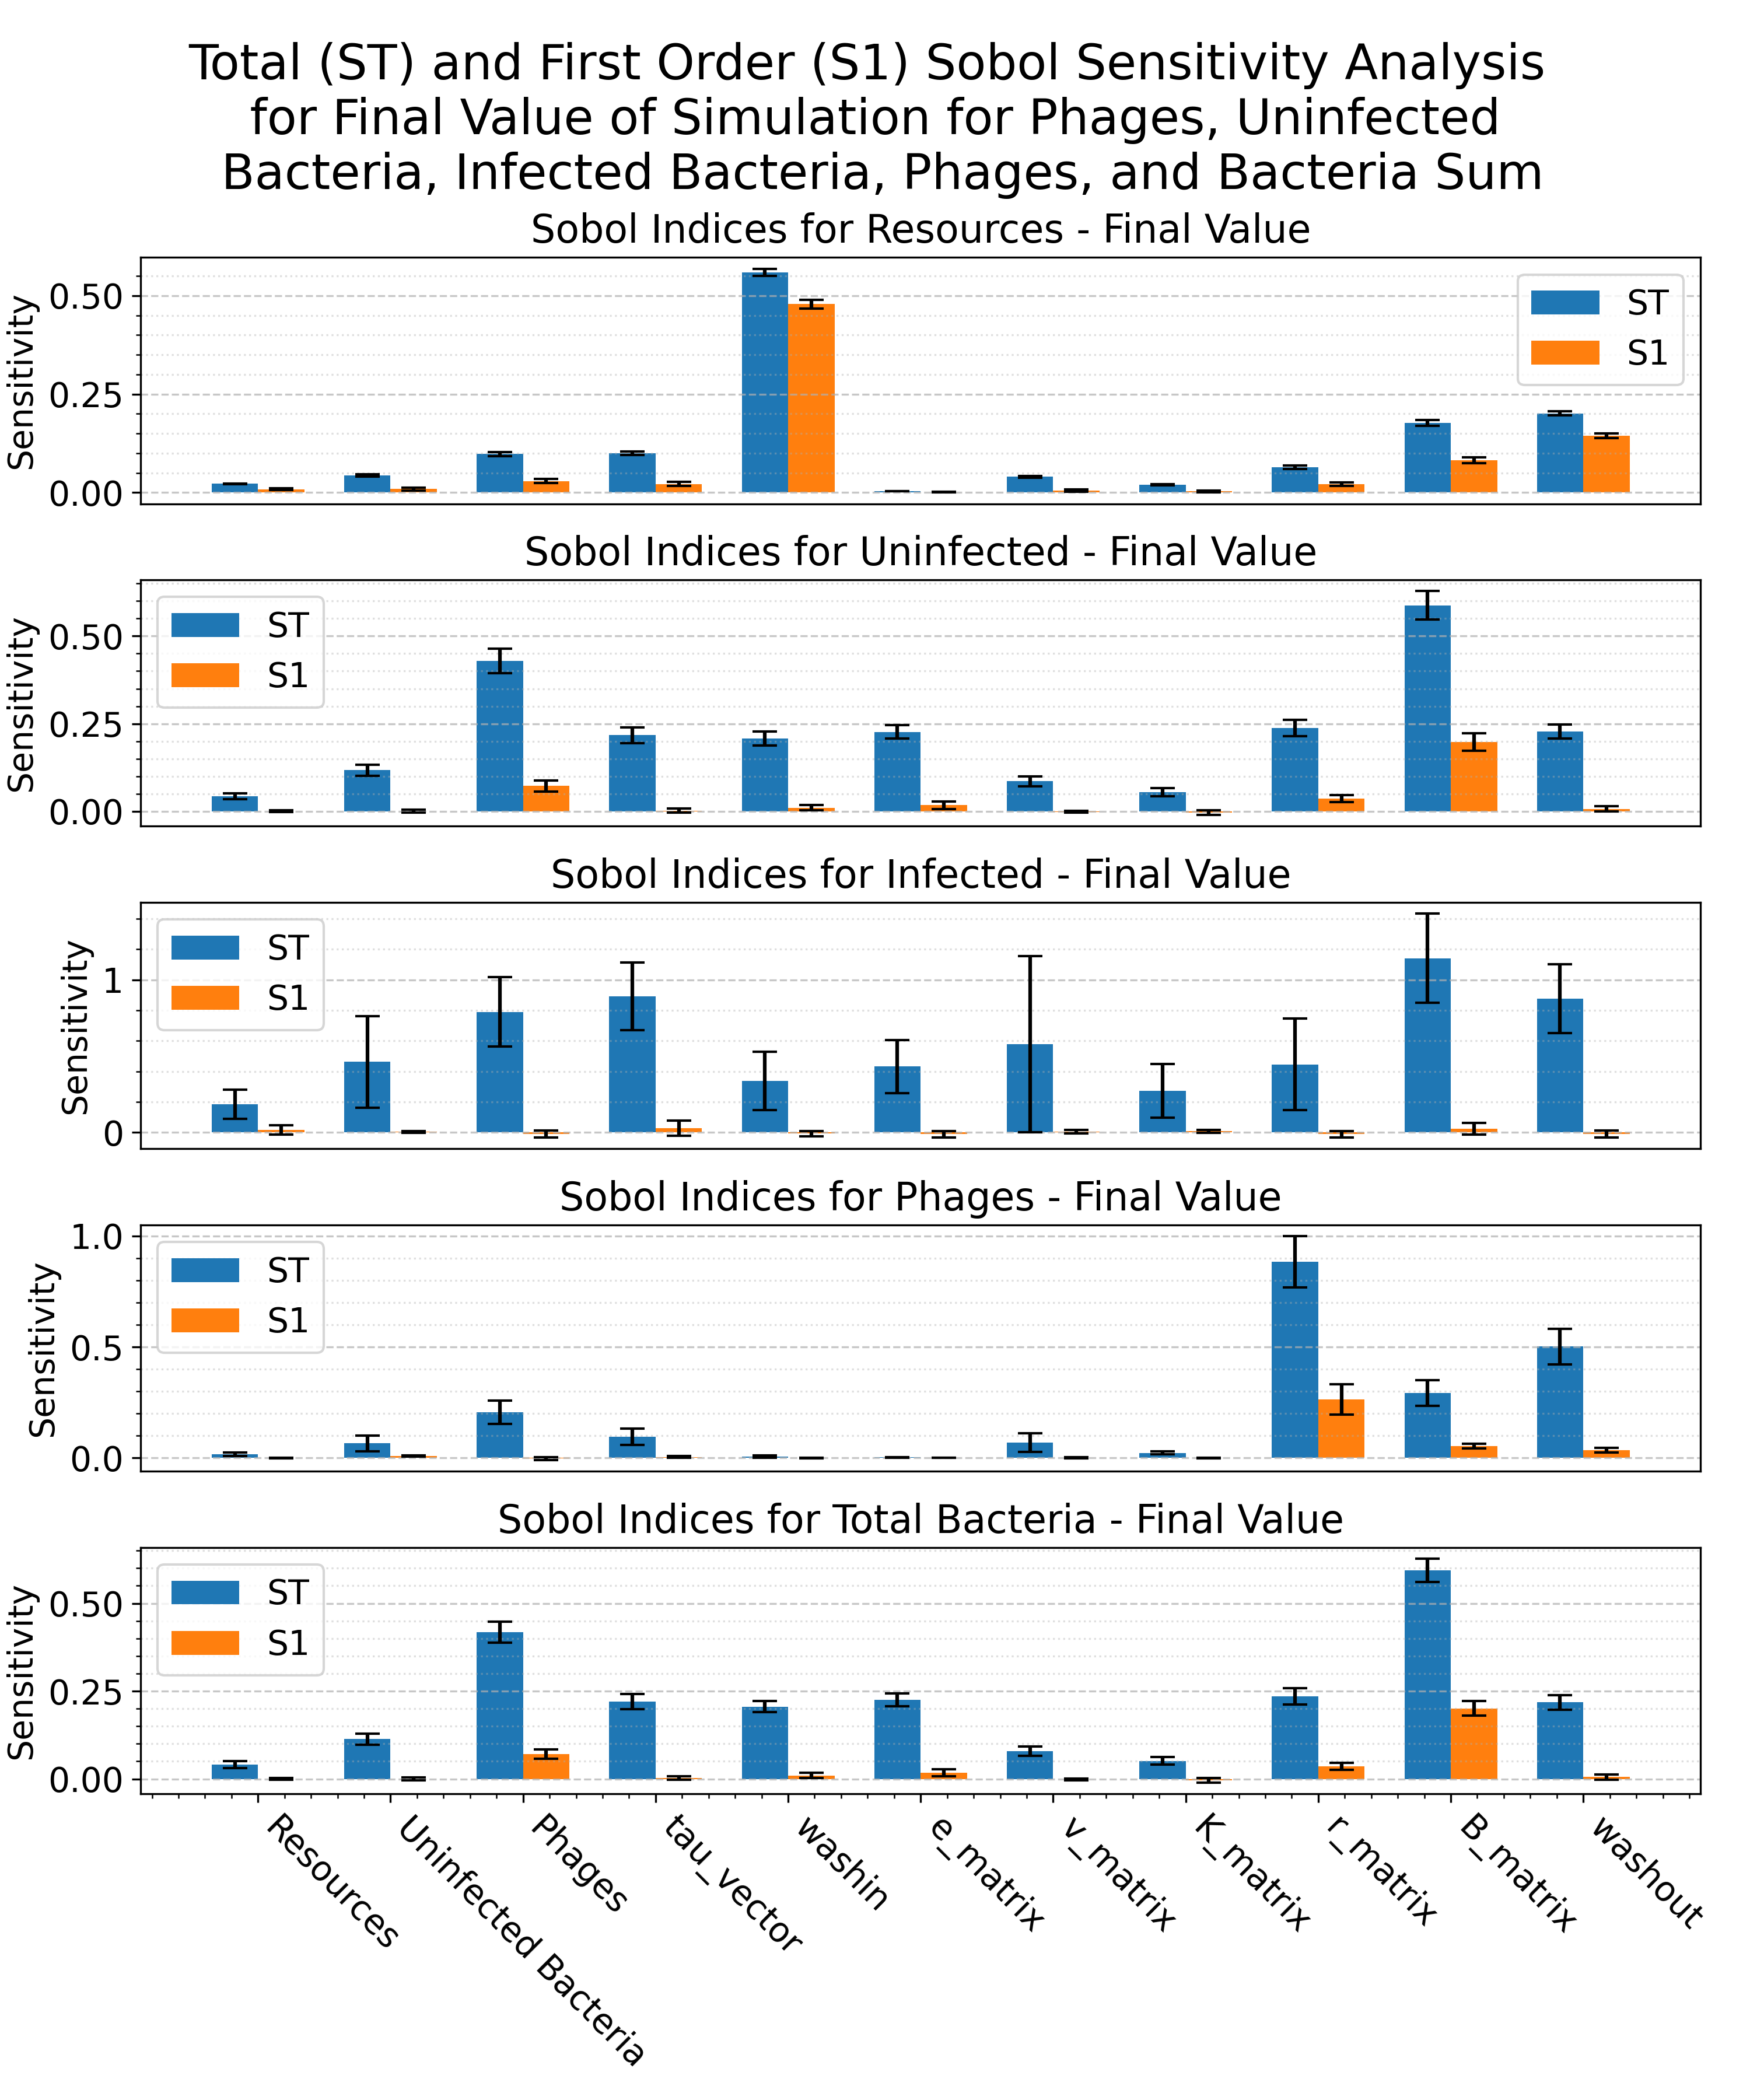 Total (ST) and First Order (S1) Sobol Sensitivity Analysis
for Final Value of Simulation for Phages, Uninfected
Bacteria, Infected Bacteria, Phages, and Bacteria Sum
Sobol Indices for Resources - Final Value
Sensitivity
0.50
0.25
0.00
ST
S1
Sobol Indices for Uninfected - Final Value
Sensitivity
0.50
0.25
0.00
ST
S1
Sobol Indices for Infected - Final Value
Sensitivity
1
0
ST
S1
Sobol Indices for Phages - Final Value
Sensitivity
1.0
0.5
0.0
ST
S1
Sobol Indices for Total Bacteria - Final Value
Sensitivity
0.50
0.25
0.00
ST
S1
Resources
Uninfected Bacteria
Phages
tau_vector
washin
e_matrix
v_matrix
K_matrix
r_matrix
B_matrix
washout